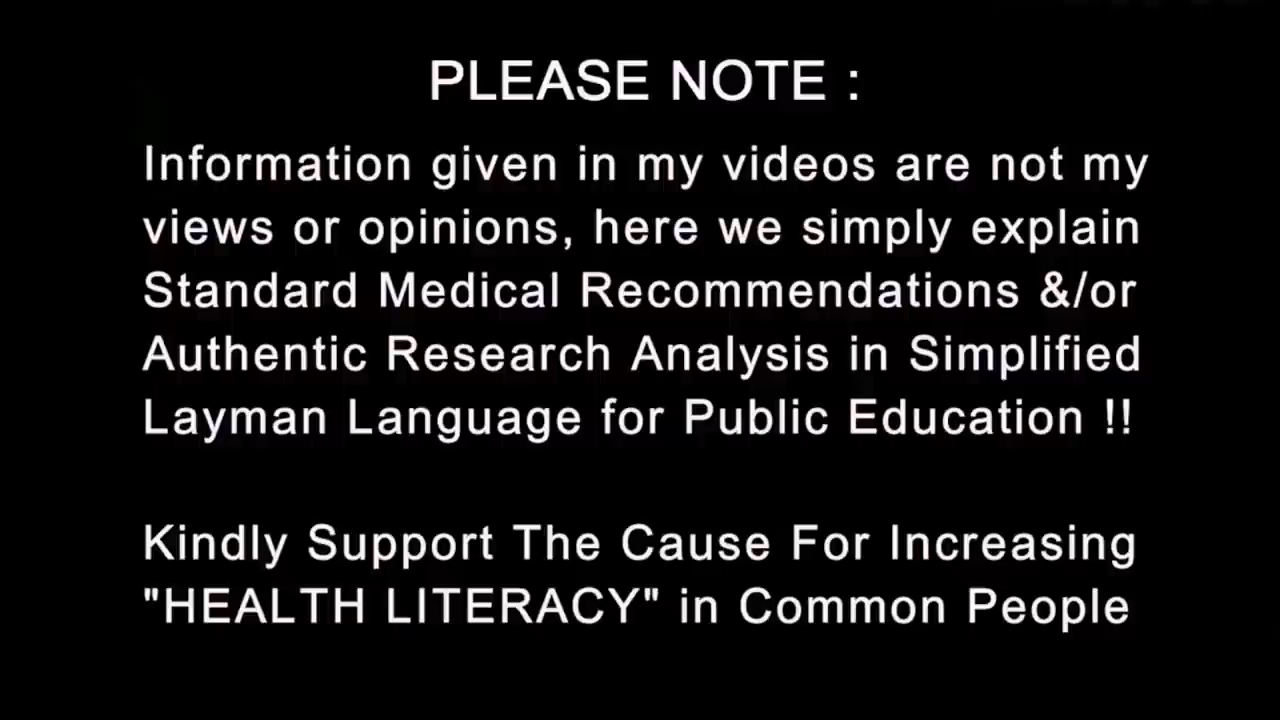 PLEASE NOTE :
Information given in my videos are not my
views or opinions, here we simply explain
Standard Medical Recommendations &/or
Authentic Research Analysis in Simplified
Layman Language for Public Education !!
Kindly Support The Cause For Increasing
"HEALTH LITERACY" in Common People